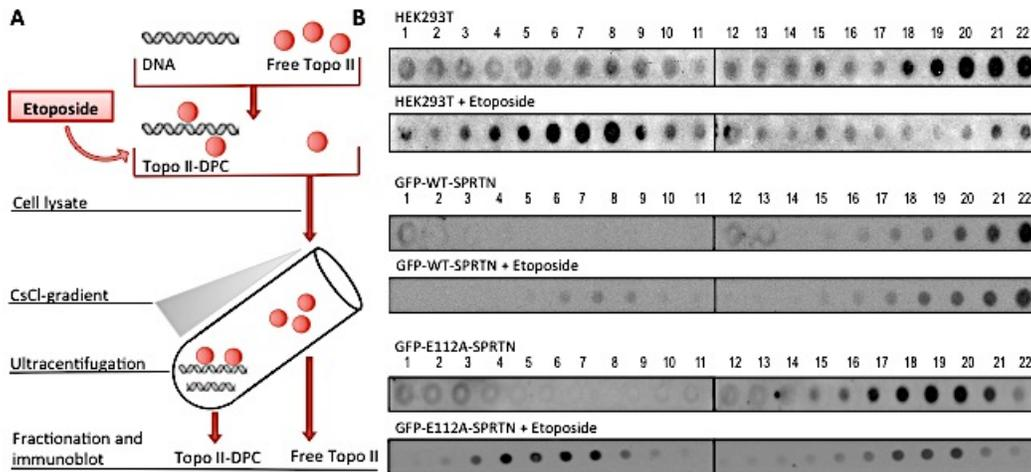 A
DNA
Free Topo II
Etoposide
Topo II-DPC
Cell lysate
CsCl-gradient
Ultracentifugation
Fractionation and
immunoblot
Topo II-DPC
Free Topo II
B
HEK293T
1 2 3 4 5 6 7 8 9 10 11 12 13 14 15 16 17 18 19 20 21 22
HEK293T + Etoposide
GFP-WT-SPRTN
1 2 3 4 5 6 7 8 9 10 11 12 13 14 15 16 17 18 19 20 21 22
GFP-WT-SPRTN + Etoposide
GFP-E112A-SPRTN
1 2 3 4 5 6 7 8 9 10 11 12 13 14 15 16 17 18 19 20 21 22
GFP-E112A-SPRTN + Etoposide